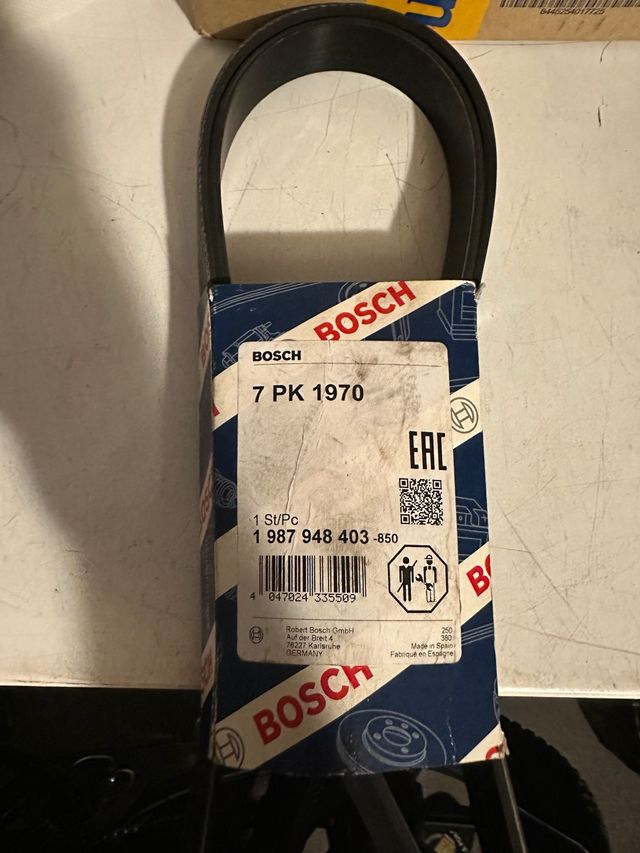 8445254017725
BOSCH
BOSCH
7 PK 1970
EAC
1 St/Pc
1 987 948 403 -850
4 047024 335509
Robert Bosch GmbH
Auf der Breit 4
76227 Karlsruhe
GERMANY
250
380
Made in Spain
Fabriqué en Espagne
BOSCH